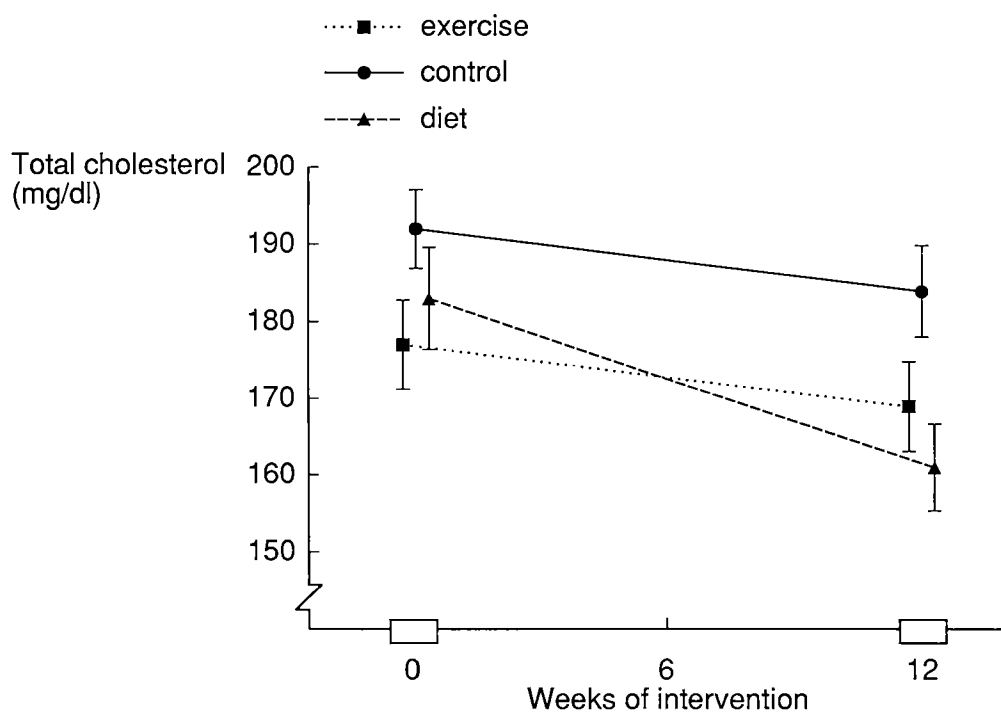 exercise
control
diet
Total cholesterol
(mg/dl)
200
190
180
170
160
150
0
6
12
Weeks of intervention